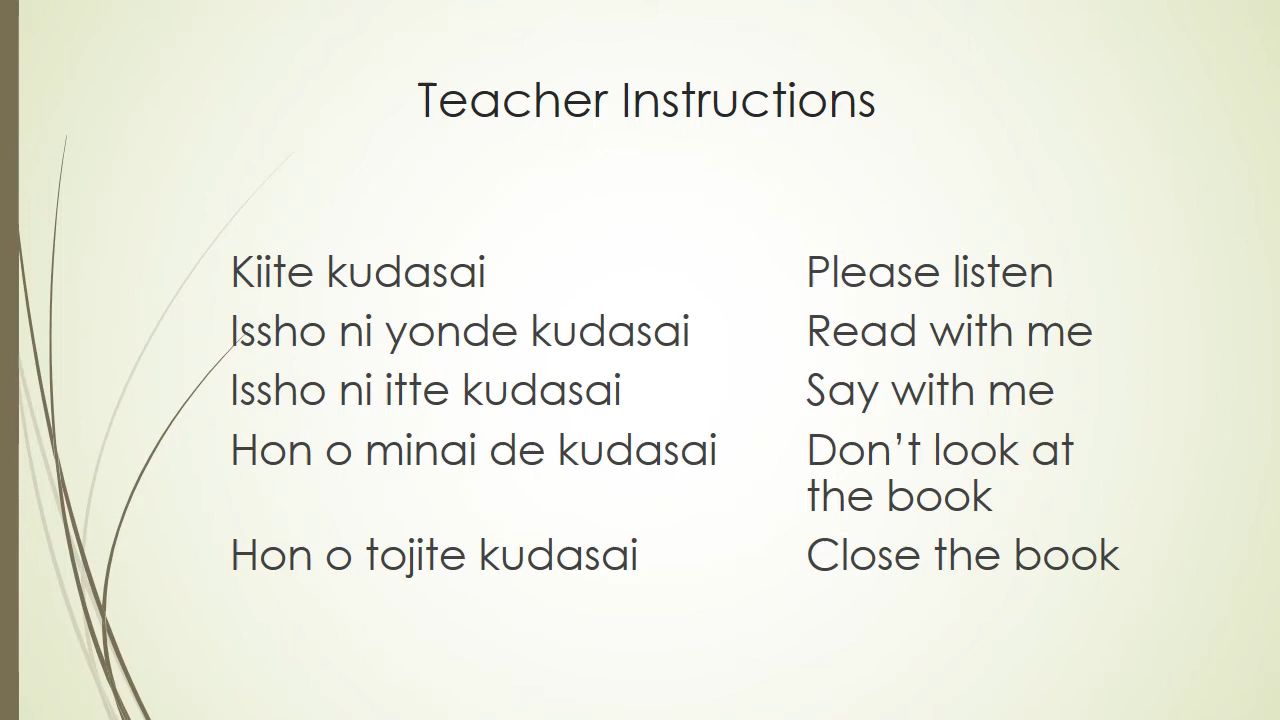 Teacher Instructions
Kiite kudasai Please listen
Issho ni yonde kudasai Read with me
Issho ni itte kudasai Say with me
Hon o minai de kudasai Don’t look at
the book
Hon o tojite kudasai Close the book